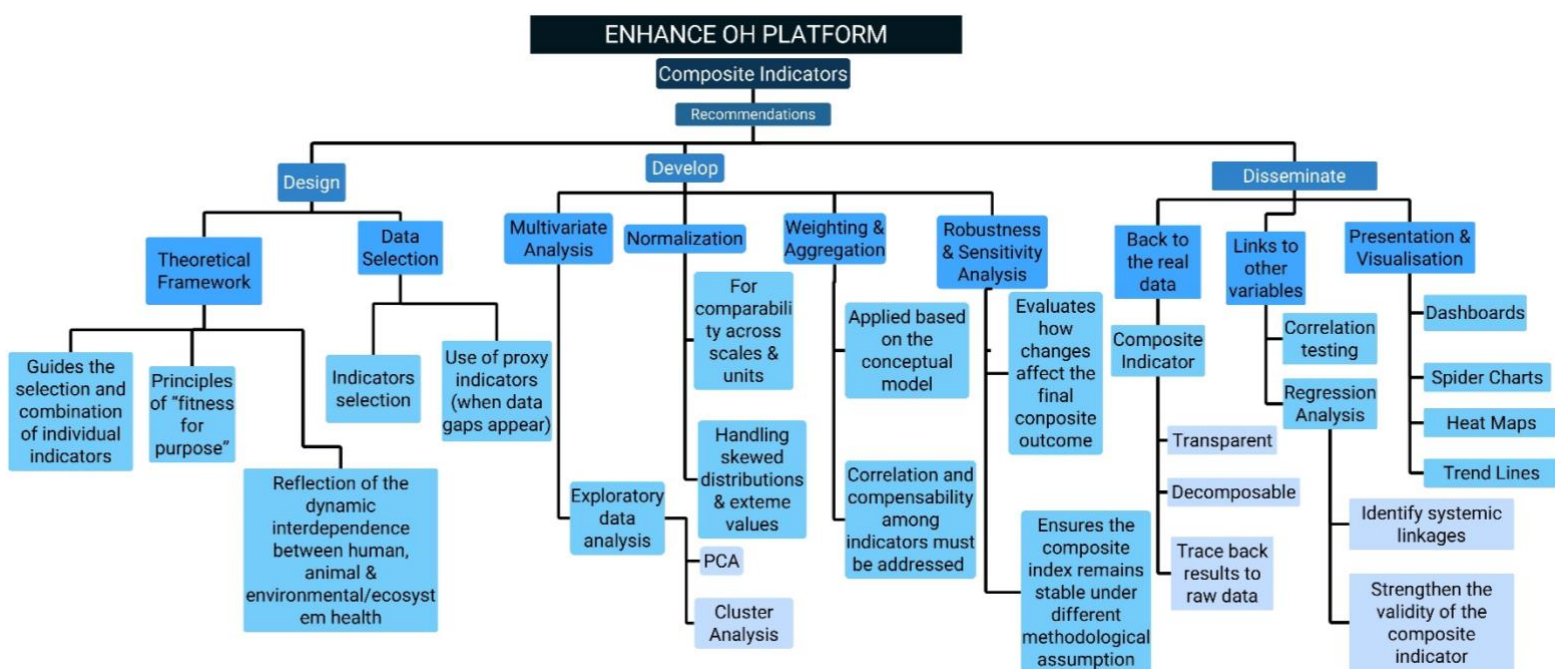 ENHANCE OH PLATFORM
Composite Indicators
Recommendations
Design
Develop
Disseminate
Theoretical
Framework
Data
Selection
Multivariate
Analysis
Normalization
Weighting &
Aggregation
Robustness
& Sensitivity
Analysis
Back to
the real
data
Links to
other
variables
Presentation &
Visualisation
Guides the
selection and
combination
of individual
indicators
Principles
of “fitness
for
purpose”
Reflection of the
dynamic
interdependence
between human,
animal &
environmental/ecosyst
em health
Indicators
selection
Use of proxy
indicators
(when data
gaps appear)
Exploratory
data
analysis
PCA
Cluster
Analysis
For
comparabili
ty across
scales &
units
Handling
skewed
distributions
& exteme
values
Applied based
on the
conceptual
model
Correlation and
compensability
among
indicators must
be addressed
Evaluates
how
changes
affect the
final
conposite
outcome
Ensures the
composite
index remains
stable under
different
methodological
assumption
Composite
Indicator
Transparent
Decomposable
Trace back
results to
raw data
Correlation
testing
Regression
Analysis
Identify systemic
linkages
Strengthen the
validity of the
composite
indicator
Dashboards
Spider Charts
Heat Maps
Trend Lines